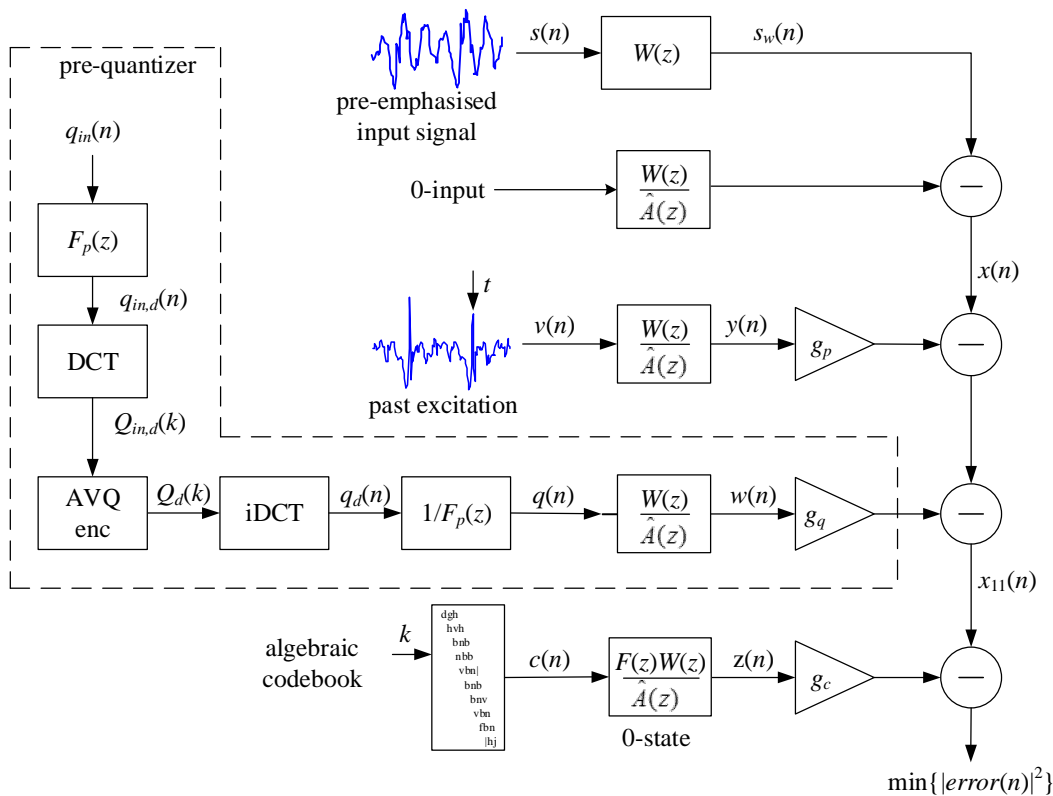 s(n)
W(z)
s_w(n)
pre-quantizer
pre-emphasised
input signal
q_in(n)
0-input
W(z)
Â(z)
F_p(z)
x(n)
q_in,d(n)
t
v(n)
W(z)
Â(z)
y(n)
g_p
DCT
past excitation
Q_in,d(k)
AVQ
enc
Q_d(k)
iDCT
q_d(n)
1/F_p(z)
q(n)
W(z)
Â(z)
w(n)
g_q
x_11(n)
algebraic
codebook
k
dgh
hvh
bnb
nbb
vbn|
bnb
bnv
vbn
fbn
|hj
c(n)
F(z)W(z)
Â(z)
z(n)
g_c
0-state
min{|error(n)|²}